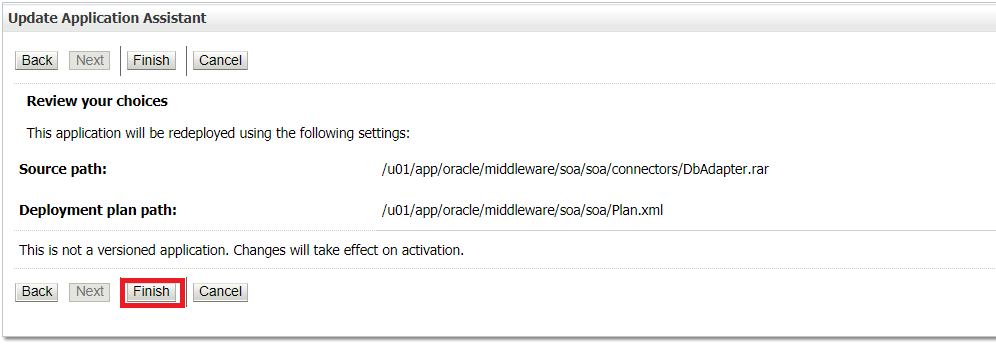 Update Application Assistant
Back Next Finish Cancel
Review your choices
This application will be redeployed using the following settings:
Source path: /u01/app/oracle/middleware/soa/soa/connectors/DbAdapter.rar
Deployment plan path: /u01/app/oracle/middleware/soa/soa/Plan.xml
This is not a versioned application. Changes will take effect on activation.
Back Next Finish Cancel